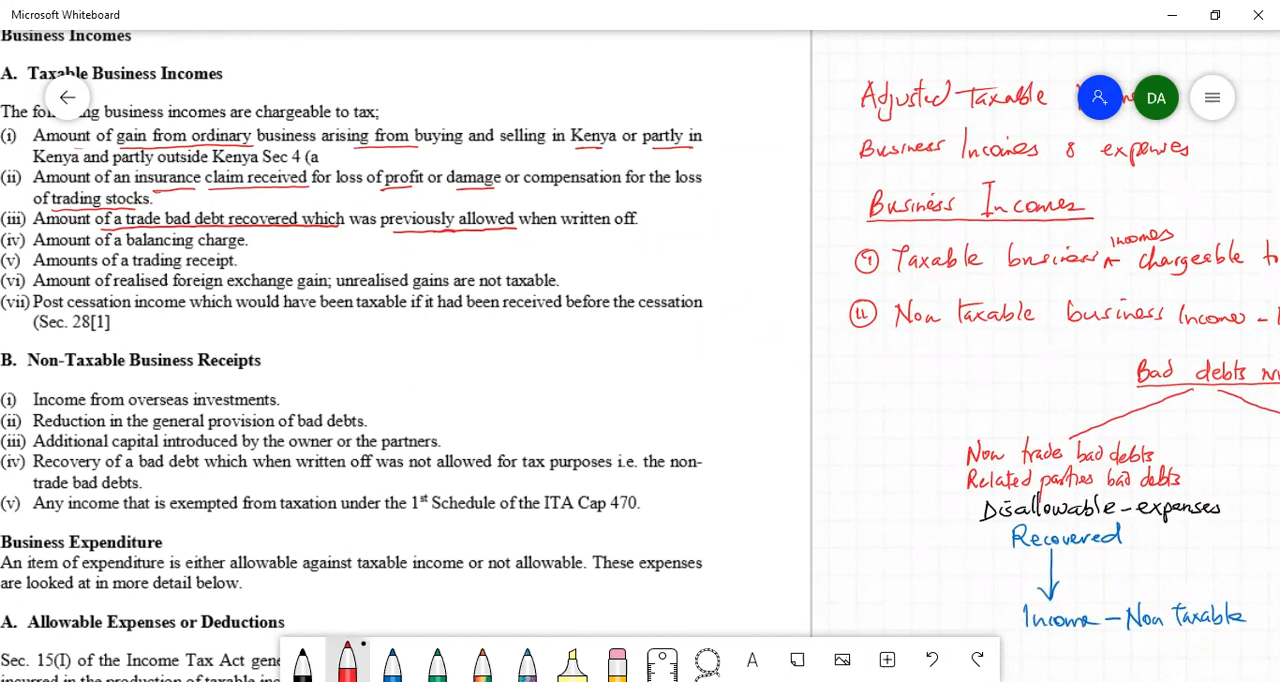 Microsoft Whiteboard
Business Incomes
A. Taxable Business Incomes
The following business incomes are chargeable to tax;
(i) Amount of gain from ordinary business arising from buying and selling in Kenya or partly in
Kenya and partly outside Kenya Sec 4 (a
(ii) Amount of an insurance claim received for loss of profit or damage or compensation for the loss
of trading stocks.
(iii) Amount of a trade bad debt recovered which was previously allowed when written off.
(iv) Amount of a balancing charge.
(v) Amounts of a trading receipt.
(vi) Amount of realised foreign exchange gain; unrealised gains are not taxable.
(vii) Post cessation income which would have been taxable if it had been received before the cessation
(Sec. 28[1]
B. Non-Taxable Business Receipts
(i) Income from overseas investments.
(ii) Reduction in the general provision of bad debts.
(iii) Additional capital introduced by the owner or the partners.
(iv) Recovery of a bad debt which when written off was not allowed for tax purposes i.e. the non-
trade bad debts.
(v) Any income that is exempted from taxation under the 1st Schedule of the ITA Cap 470.
Business Expenditure
An item of expenditure is either allowable against taxable income or not allowable. These expenses
are looked at in more detail below.
A. Allowable Expenses or Deductions
Sec. 15(I) of the Income Tax Act
DA
Adjusted Taxable
Business Incomes & expenses
Business Incomes
(i) Taxable business incomes chargeable
(ii) Non taxable business Income -
Bad debts
Non trade bad debts
Related parties bad debts
Disallowable - expenses
Recovered
Income - Non Taxable
A